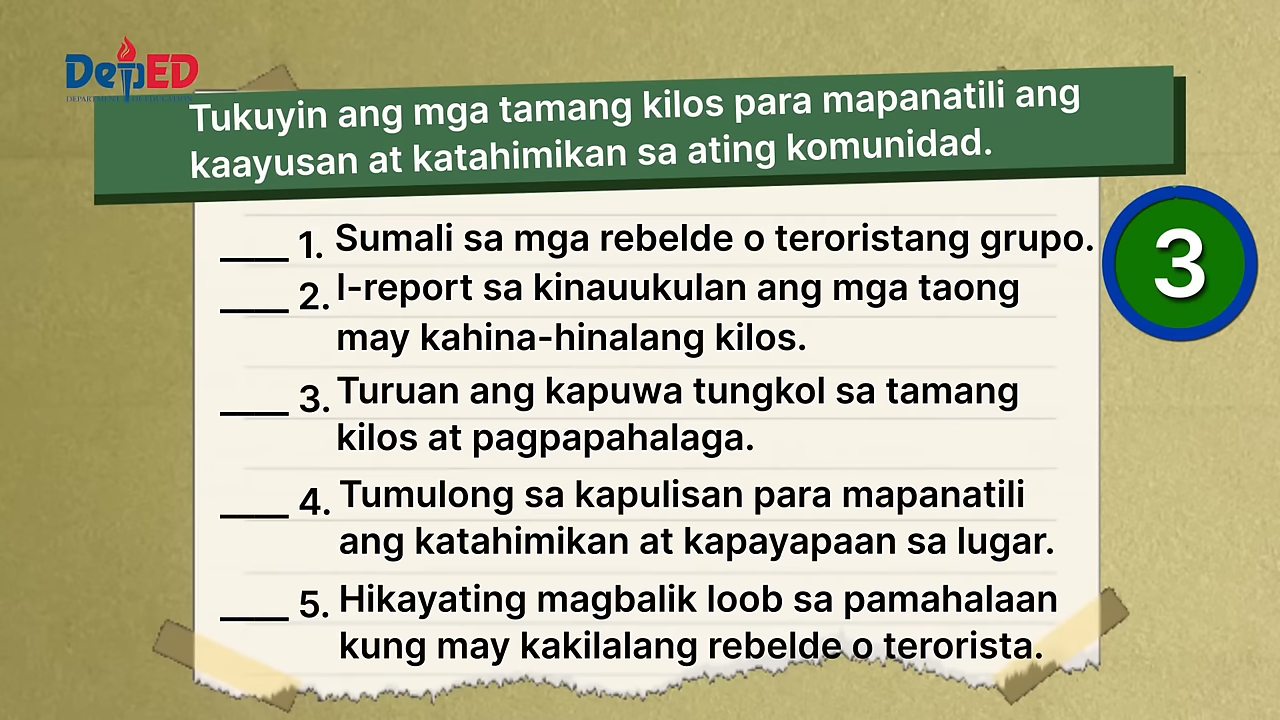 DepED
DEPARTMENT OF EDUCATION
Tukuyin ang mga tamang kilos para mapanatili ang
kaayusan at katahimikan sa ating komunidad.
3
____ 1. Sumali sa mga rebelde o teroristang grupo.
____ 2. I-report sa kinauukulan ang mga taong
may kahina-hinalang kilos.
____ 3. Turuan ang kapuwa tungkol sa tamang
kilos at pagpapahalaga.
____ 4. Tumulong sa kapulisan para mapanatili
ang katahimikan at kapayapaan sa lugar.
____ 5. Hikayating magbalik loob sa pamahalaan
kung may kakilalang rebelde o terorista.